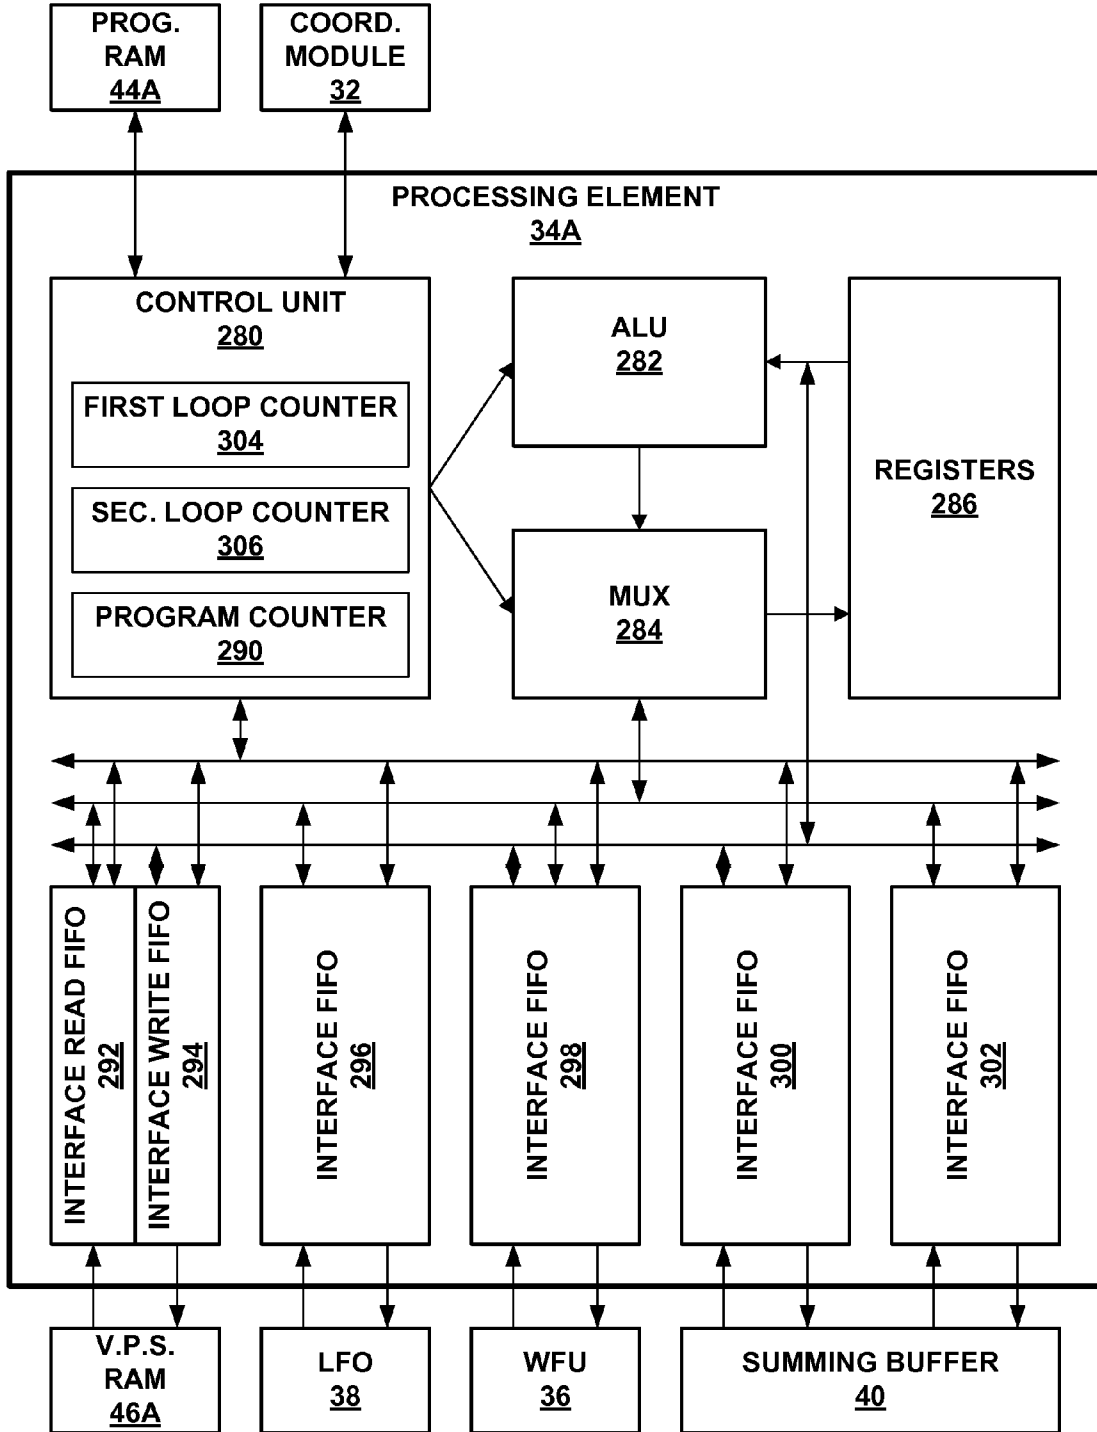 PROG.
RAM
44A
COORD.
MODULE
32
PROCESSING ELEMENT
34A
CONTROL UNIT
280
FIRST LOOP COUNTER
304
SEC. LOOP COUNTER
306
PROGRAM COUNTER
290
ALU
282
MUX
284
REGISTERS
286
INTERFACE READ FIFO
292
INTERFACE WRITE FIFO
294
INTERFACE FIFO
296
INTERFACE FIFO
298
INTERFACE FIFO
300
INTERFACE FIFO
302
V.P.S.
RAM
46A
LFO
38
WFU
36
SUMMING BUFFER
40